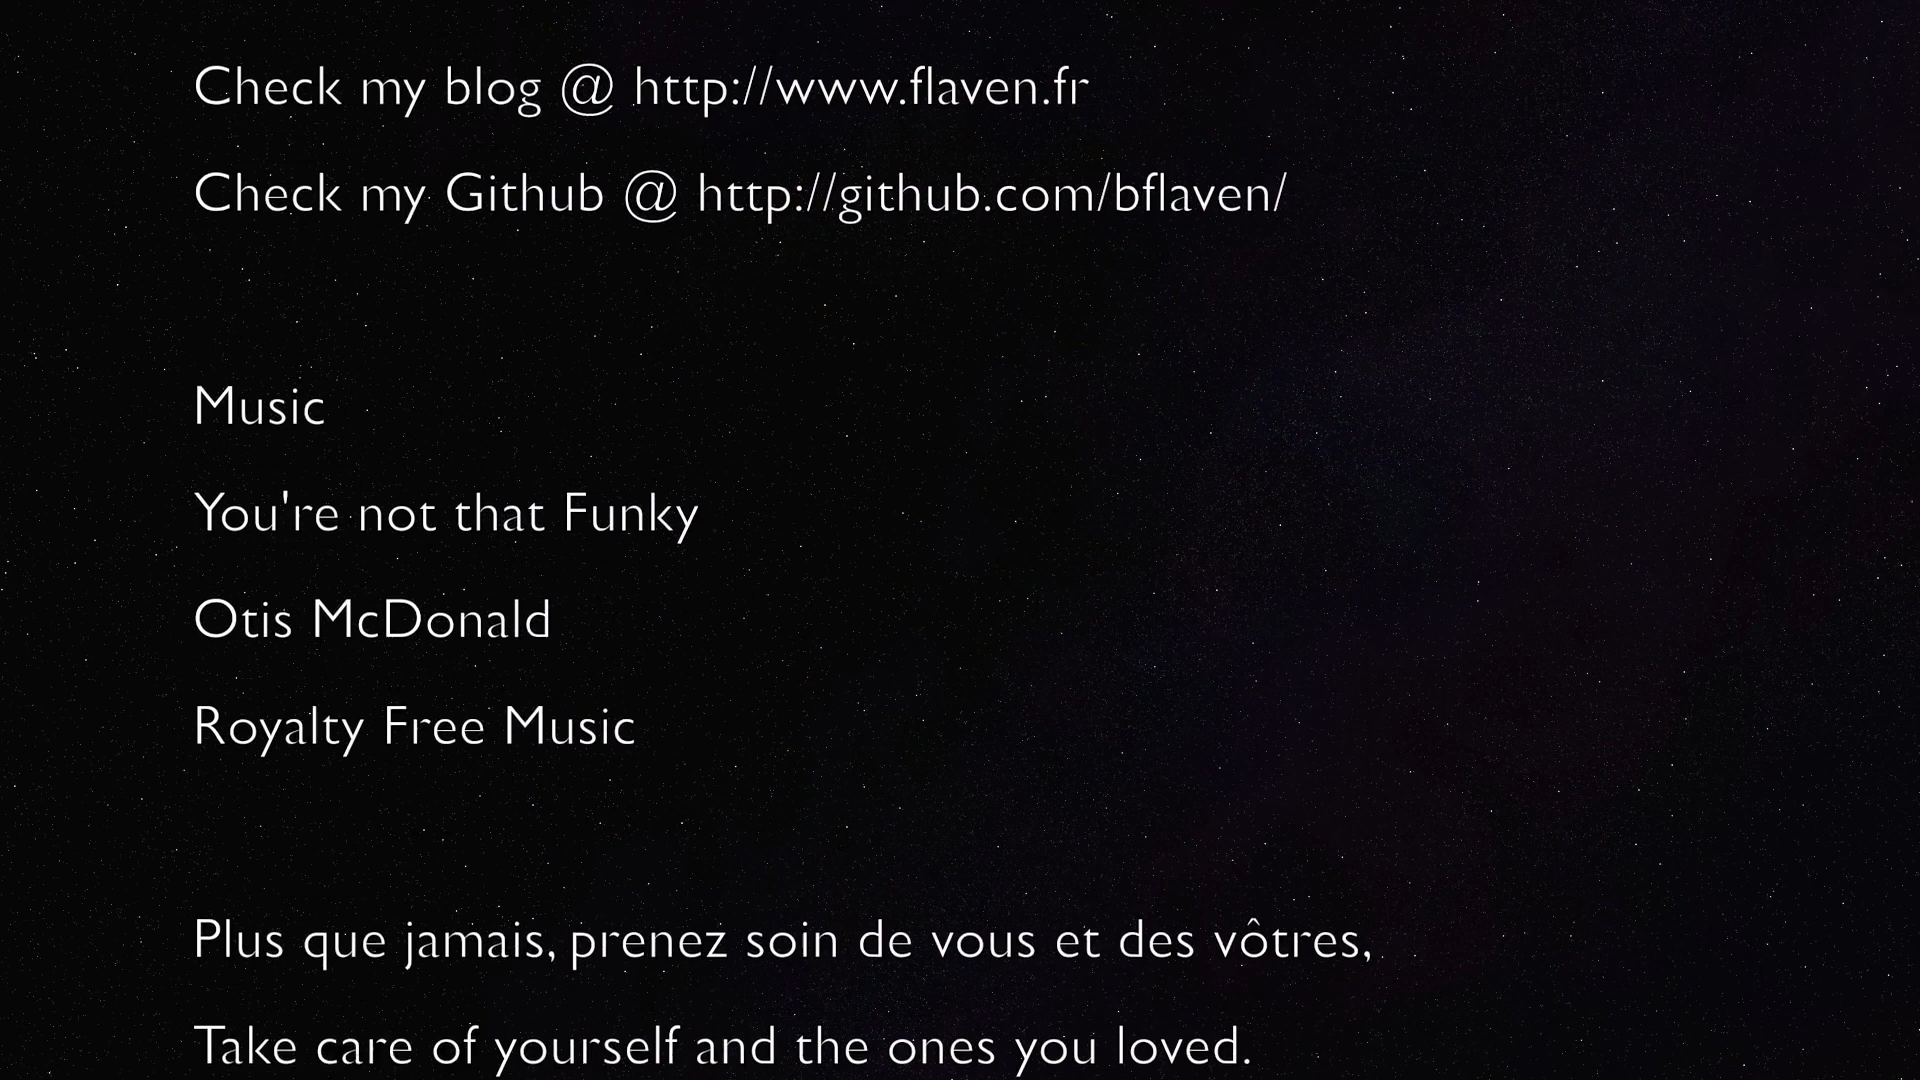 Check my blog @ http://www.flaven.fr
Check my Github @ http://github.com/bflaven/
Music
You're not that Funky
Otis McDonald
Royalty Free Music
Plus que jamais, prenez soin de vous et des vôtres,
Take care of yourself and the ones you loved.